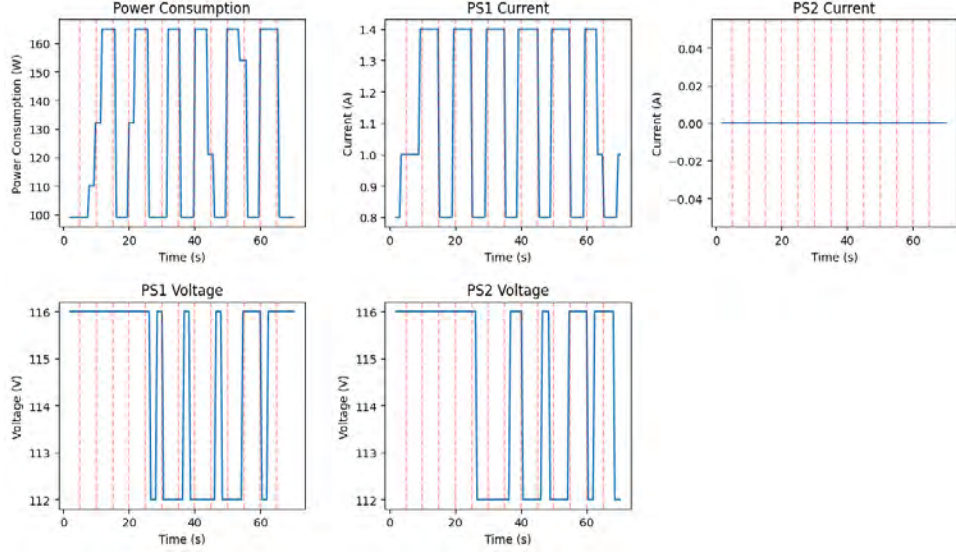 Power Consumption
Power Consumption (W)
160
150
140
130
120
110
100
0 20 40 60
Time (s)
PS1 Current
Current (A)
1.4
1.3
1.2
1.1
1.0
0.9
0.8
0 20 40 60
Time (s)
PS2 Current
Current (A)
0.04
0.02
0.00
−0.02
−0.04
0 20 40 60
Time (s)
PS1 Voltage
Voltage (V)
116
115
114
113
112
0 20 40 60
Time (s)
PS2 Voltage
Voltage (V)
116
115
114
113
112
0 20 40 60
Time (s)